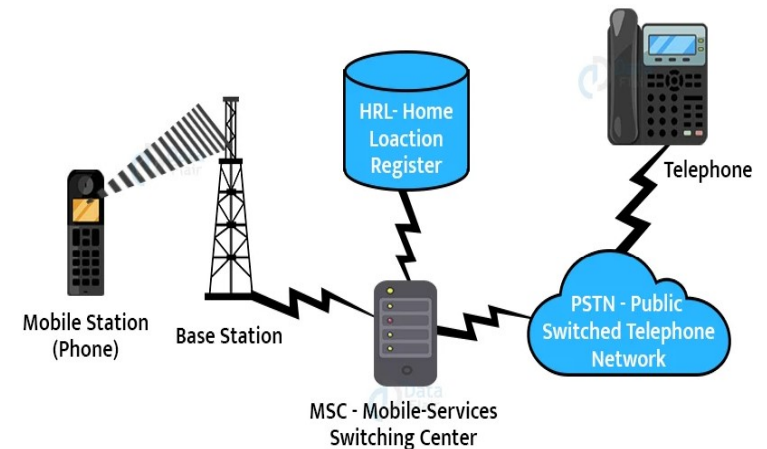 HRL- Home
Loaction
Register
Telephone
Mobile Station
(Phone)
Base Station
PSTN - Public
Switched Telephone
Network
MSC - Mobile-Services
Switching Center
Data